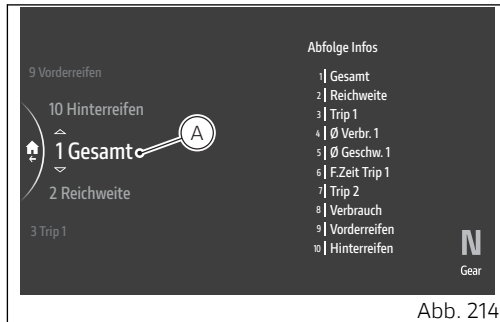 9 Vorderreifen
10 Hinterreifen
1 Gesamt
A
2 Reichweite
3 Trip 1
Abfolge Infos
1 Gesamt
2 Reichweite
3 Trip 1
4 Ø Verbr. 1
5 Ø Geschw. 1
6 F.Zeit Trip 1
7 Trip 2
8 Verbrauch
9 Vorderreifen
10 Hinterreifen
N
Gear
Abb. 214